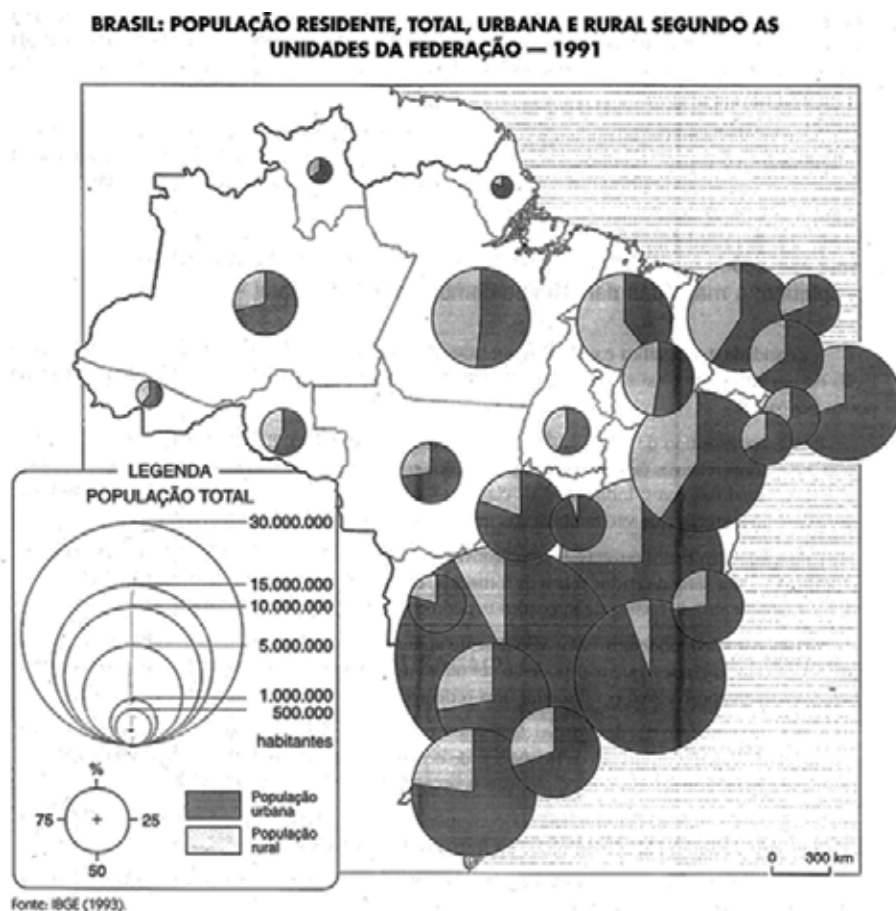 BRASIL: POPULAÇÃO RESIDENTE, TOTAL, URBANA E RURAL SEGUNDO AS
UNIDADES DA FEDERAÇÃO — 1991
LEGENDA
POPULAÇÃO TOTAL
30.000.000
15.000.000
10.000.000
5.000.000
1.000.000
500.000
habitantes
%
75
25
50
População
urbana
População
rural
0 300 km
Fonte: IBGE (1993).